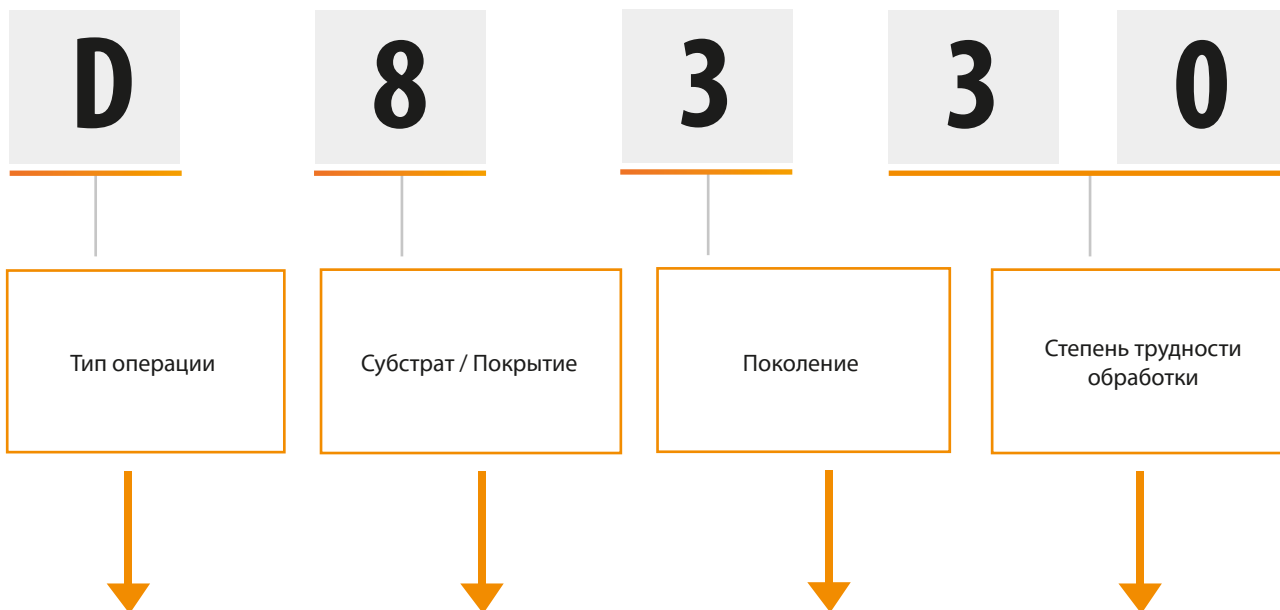 D 8 3 3 0
Тип операции
Субстрат / Покрытие
Поколение
Степень трудности
обработки